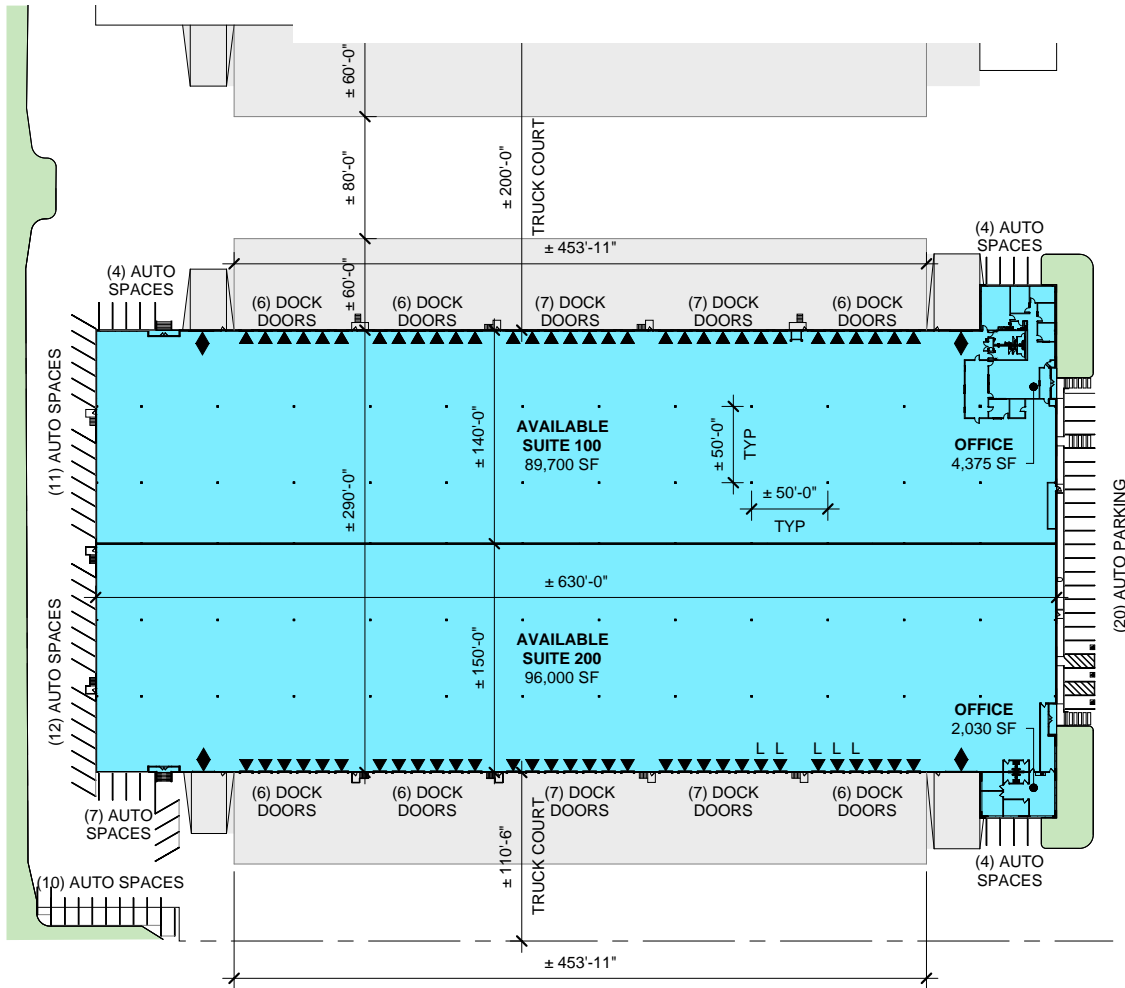 ± 60'-0"
± 80'-0"
± 200'-0"
TRUCK COURT
(4) AUTO
SPACES
± 453'-11"
(4) AUTO
SPACES
± 60'-0"
(6) DOCK
DOORS
(6) DOCK
DOORS
(7) DOCK
DOORS
(7) DOCK
DOORS
(6) DOCK
DOORS
(11) AUTO SPACES
± 140'-0"
AVAILABLE
SUITE 100
89,700 SF
± 50'-0"
TYP
OFFICE
4,375 SF
± 290'-0"
± 50'-0"
TYP
(20) AUTO PARKING
± 630'-0"
(12) AUTO SPACES
± 150'-0"
AVAILABLE
SUITE 200
96,000 SF
OFFICE
2,030 SF
L L L L L
(6) DOCK
DOORS
(6) DOCK
DOORS
(7) DOCK
DOORS
(7) DOCK
DOORS
(6) DOCK
DOORS
(7) AUTO
SPACES
± 110'-6"
TRUCK COURT
(4) AUTO
SPACES
(10) AUTO SPACES
± 453'-11"